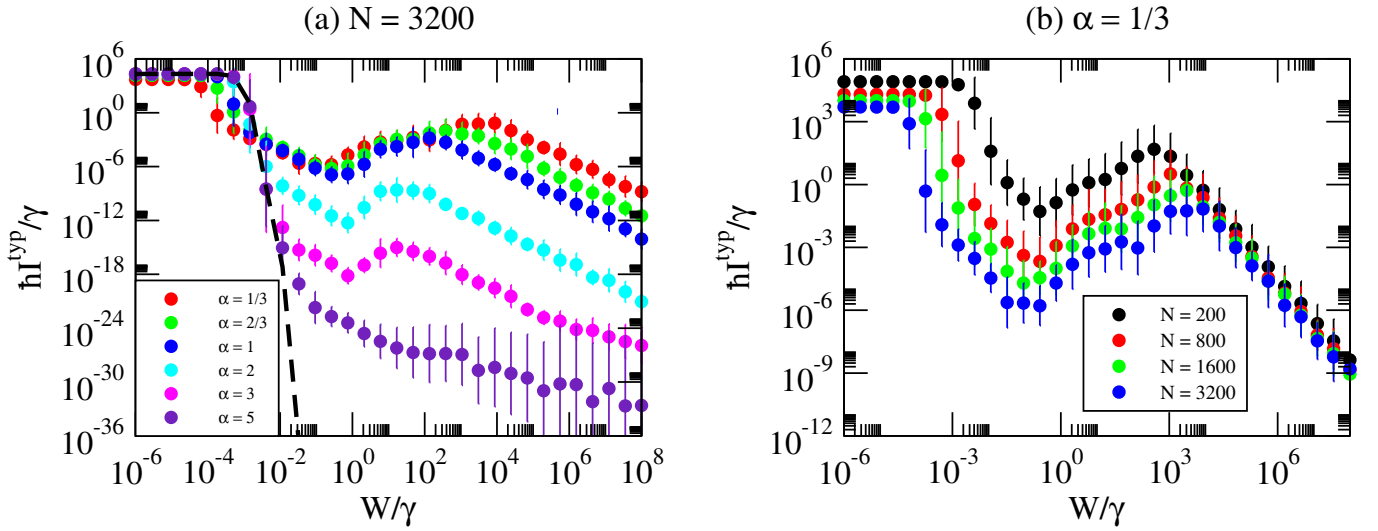 (a) N = 3200
ħI^typ/γ
10^6
10^0
10^-6
10^-12
10^-18
10^-24
10^-30
10^-36
α = 1/3
α = 2/3
α = 1
α = 2
α = 3
α = 5
10^-6
10^-4
10^-2
10^0
10^2
10^4
10^6
10^8
W/γ
(b) α = 1/3
ħI^typ/γ
10^6
10^3
10^0
10^-3
10^-6
10^-9
10^-12
N = 200
N = 800
N = 1600
N = 3200
10^-6
10^-3
10^0
10^3
10^6
W/γ